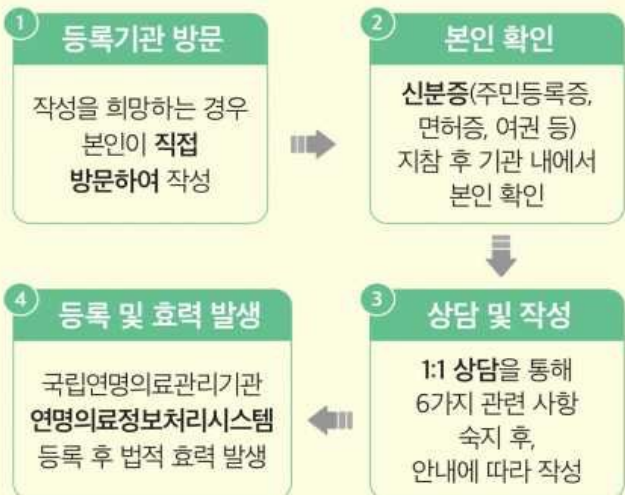 1
등록기관 방문
작성을 희망하는 경우
본인이 직접
방문하여 작성
2
본인 확인
신분증(주민등록증,
면허증, 여권 등)
지참 후 기관 내에서
본인 확인
3
상담 및 작성
1:1 상담을 통해
6가지 관련 사항
숙지 후,
안내에 따라 작성
4
등록 및 효력 발생
국립연명의료관리기관
연명의료정보처리시스템
등록 후 법적 효력 발생